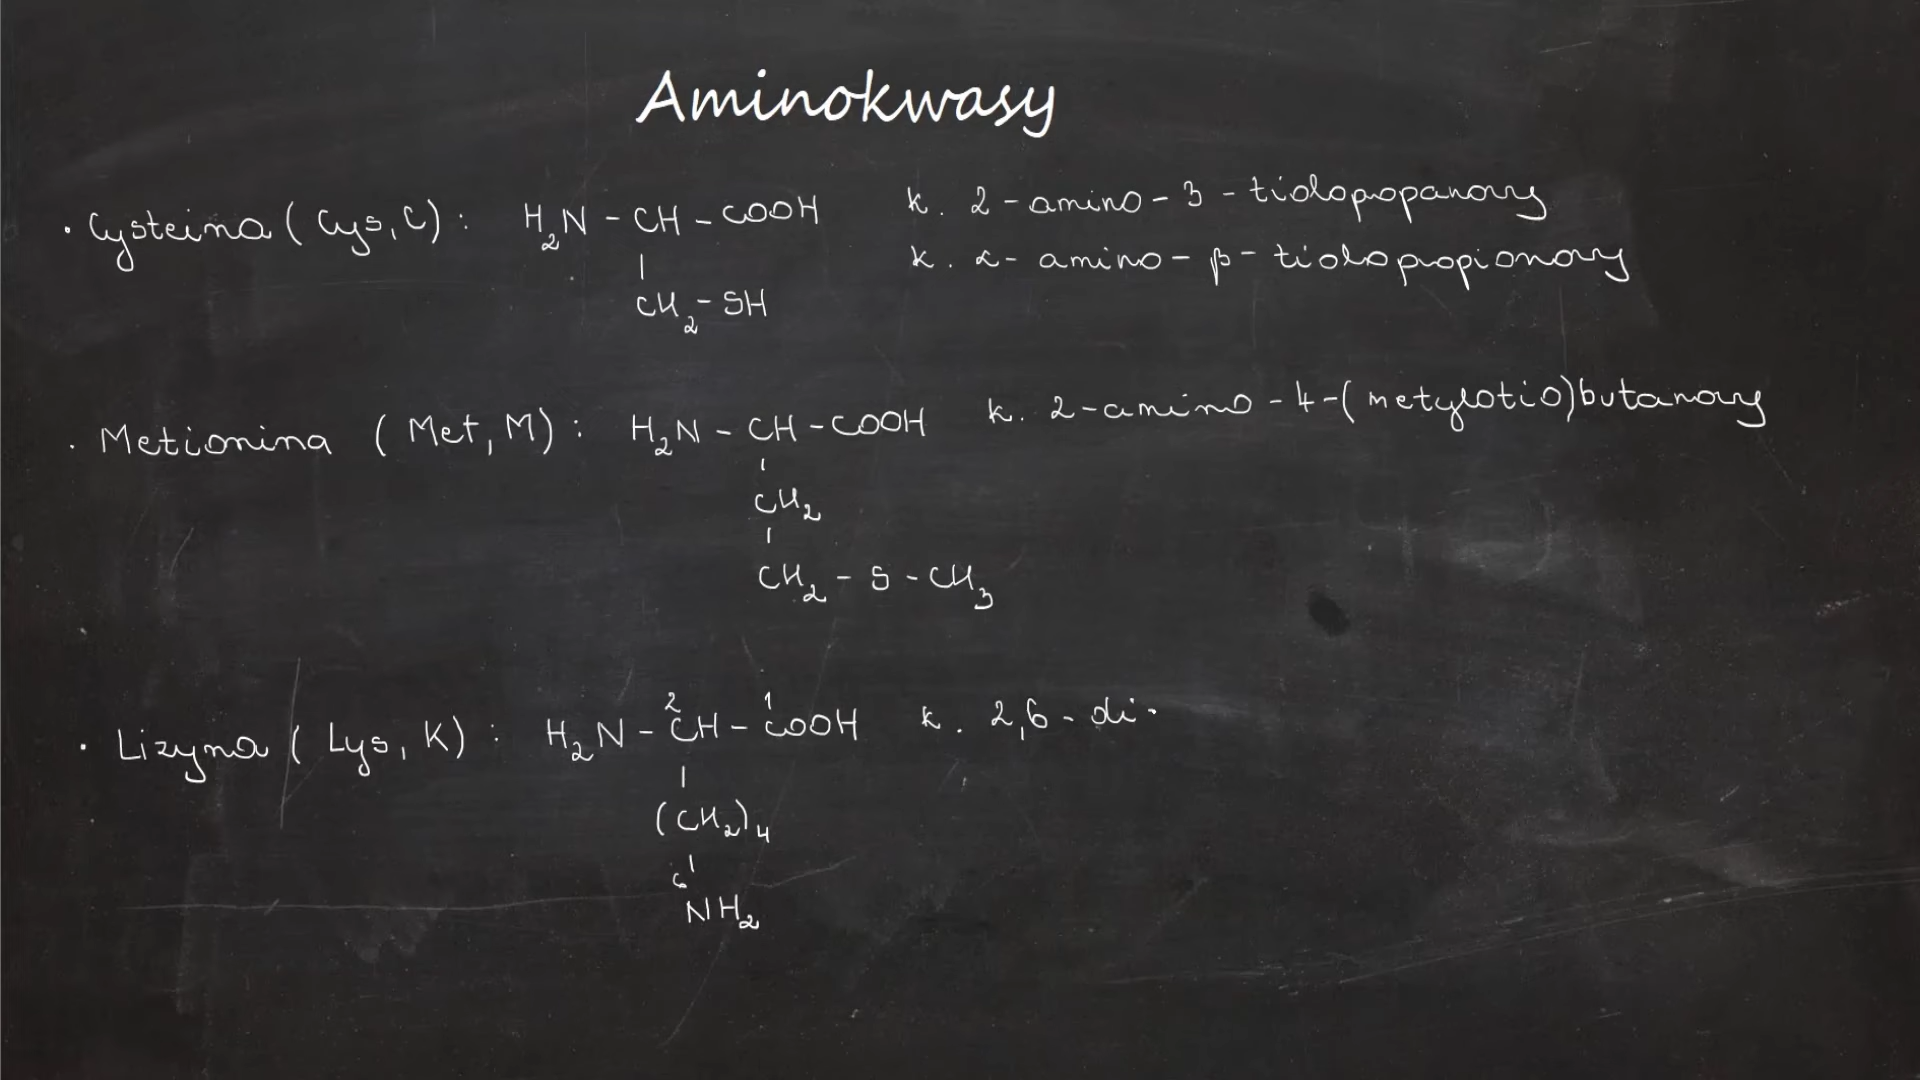 Aminokwasy
· Cysteina (Cys, C): H₂N - CH - COOH k. 2-amino-3-tiolopropanowy
| k. α-amino-β-tiolopropionowy
CH₂-SH
· Metionina (Met, M): H₂N - CH - COOH k. 2-amino-4-(metylotio)butanowy
|
CH₂
|
CH₂ - S - CH₃
2 1
· Lizyna (Lys, K): H₂N - CH - COOH k. 2,6-di-
|
(CH₂)₄
|
6
NH₂